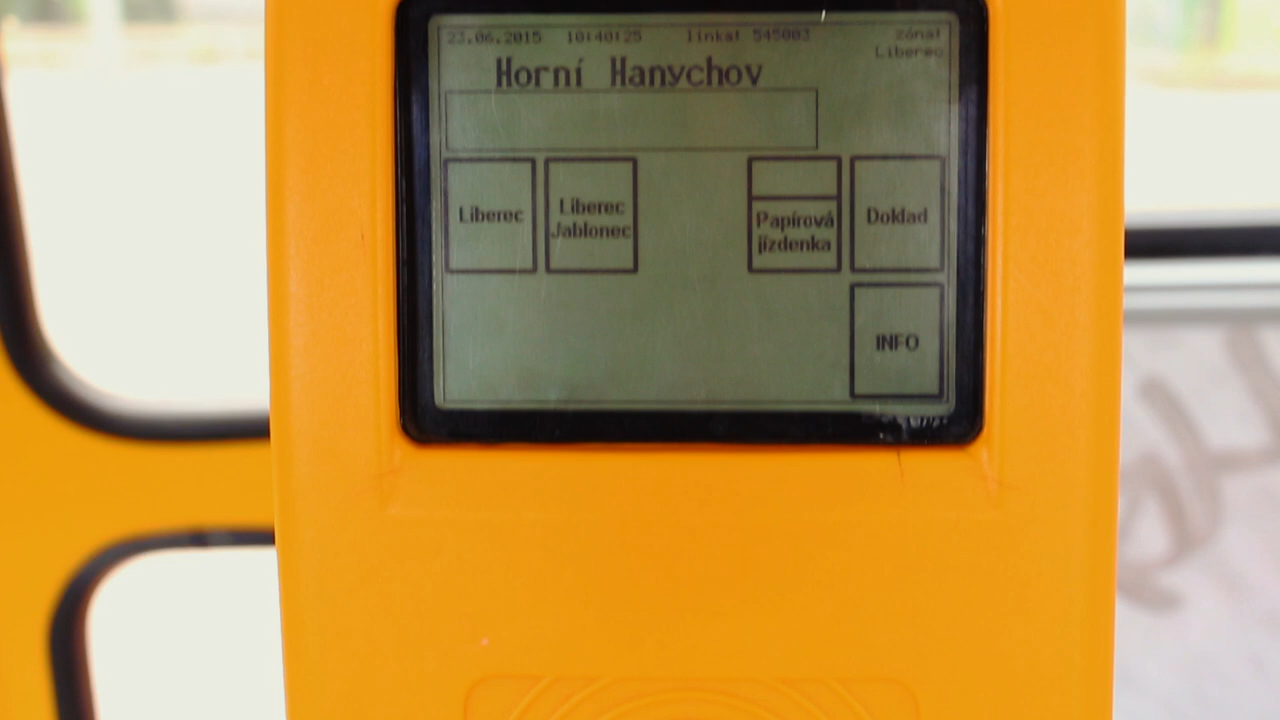 23.06.2015 10:40:25 linka: 545003 zóna:
Liberec
Horní Hanychov
Liberec
Liberec
Jablonec
Papírová
jízdenka
Doklad
INFO